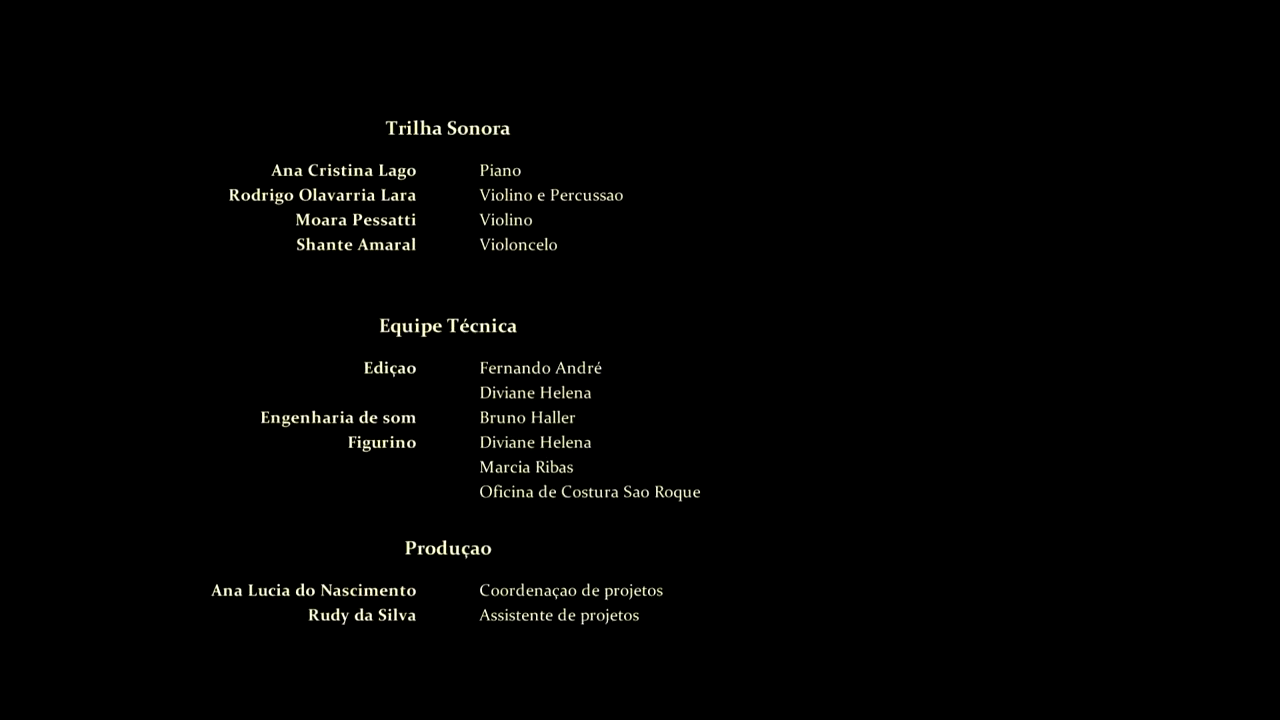 Trilha Sonora
Ana Cristina Lago Piano
Rodrigo Olavarria Lara Violino e Percussao
Moara Pessatti Violino
Shante Amaral Violoncelo
Equipe Técnica
Ediçao Fernando André
Diviane Helena
Engenharia de som Bruno Haller
Figurino Diviane Helena
Marcia Ribas
Oficina de Costura Sao Roque
Produçao
Ana Lucia do Nascimento Coordenaçao de projetos
Rudy da Silva Assistente de projetos